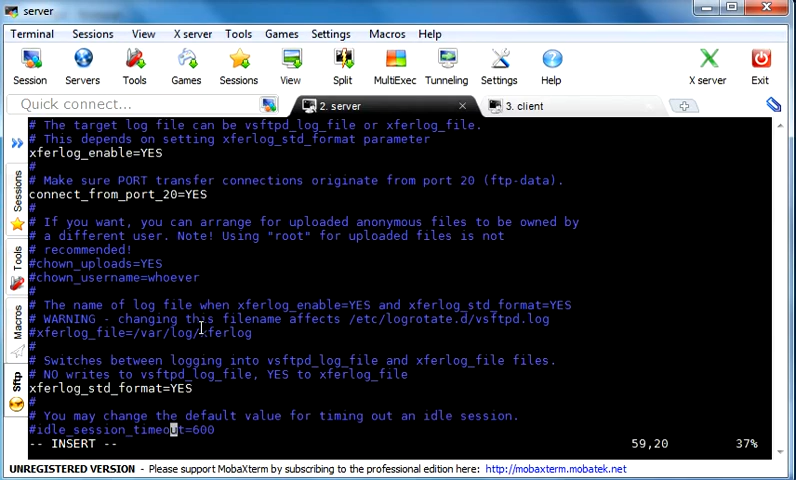 server
Terminal Sessions View X server Tools Games Settings Macros Help
Session Servers Tools Games Sessions View Split MultiExec Tunneling Settings Help X server Exit
Quick connect...
2. server
3. client
Sessions
Tools
Macros
Sftp
# The target log file can be vsftpd_log_file or xferlog_file.
# This depends on setting xferlog_std_format parameter
xferlog_enable=YES
#
# Make sure PORT transfer connections originate from port 20 (ftp-data).
connect_from_port_20=YES
#
# If you want, you can arrange for uploaded anonymous files to be owned by
# a different user. Note! Using "root" for uploaded files is not
# recommended!
#chown_uploads=YES
#chown_username=whoever
#
# The name of log file when xferlog_enable=YES and xferlog_std_format=YES
# WARNING - changing this filename affects /etc/logrotate.d/vsftpd.log
#xferlog_file=/var/log/xferlog
#
# Switches between logging into vsftpd_log_file and xferlog_file files.
# NO writes to vsftpd_log_file, YES to xferlog_file
xferlog_std_format=YES
#
# You may change the default value for timing out an idle session.
#idle_session_timeout=600
-- INSERT -- 59,20 37%
UNREGISTERED VERSION - Please support MobaXterm by subscribing to the professional edition here: http://mobaxterm.mobatek.net